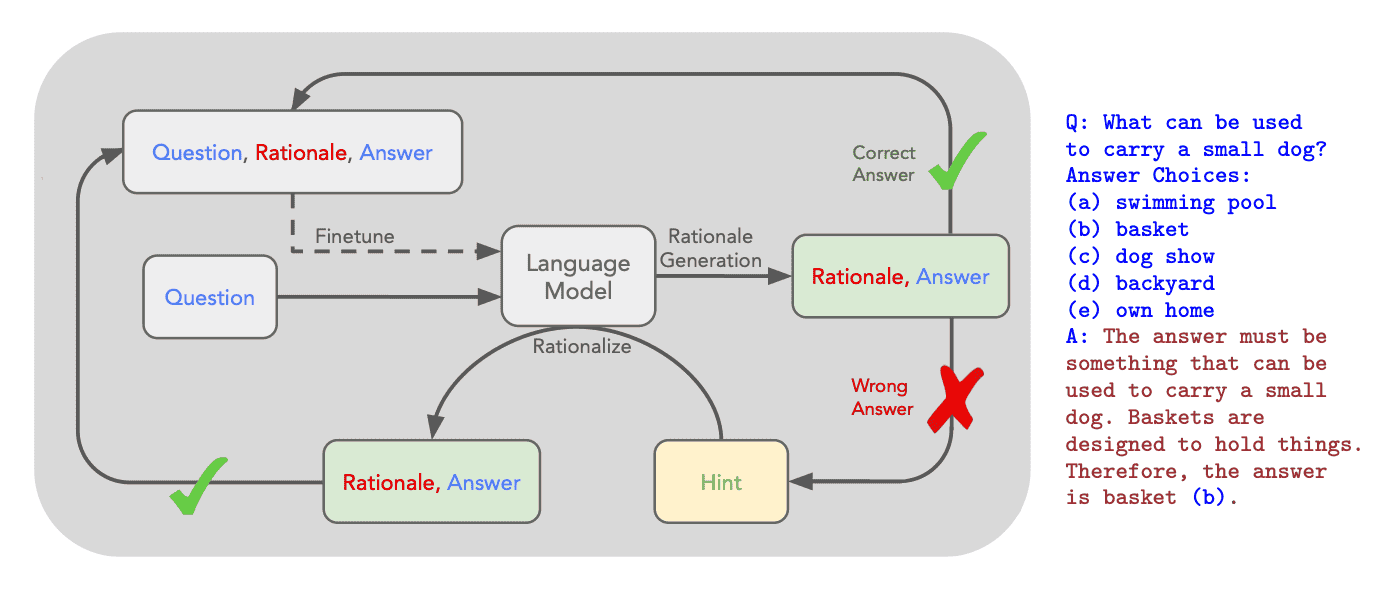 Question, Rationale, Answer
Correct
Answer
Finetune
Question
Language
Model
Rationale
Generation
Rationale, Answer
Rationalize
Wrong
Answer
Rationale, Answer
Hint
Q: What can be used
to carry a small dog?
Answer Choices:
(a) swimming pool
(b) basket
(c) dog show
(d) backyard
(e) own home
A: The answer must be
something that can be
used to carry a small
dog. Baskets are
designed to hold things.
Therefore, the answer
is basket (b).